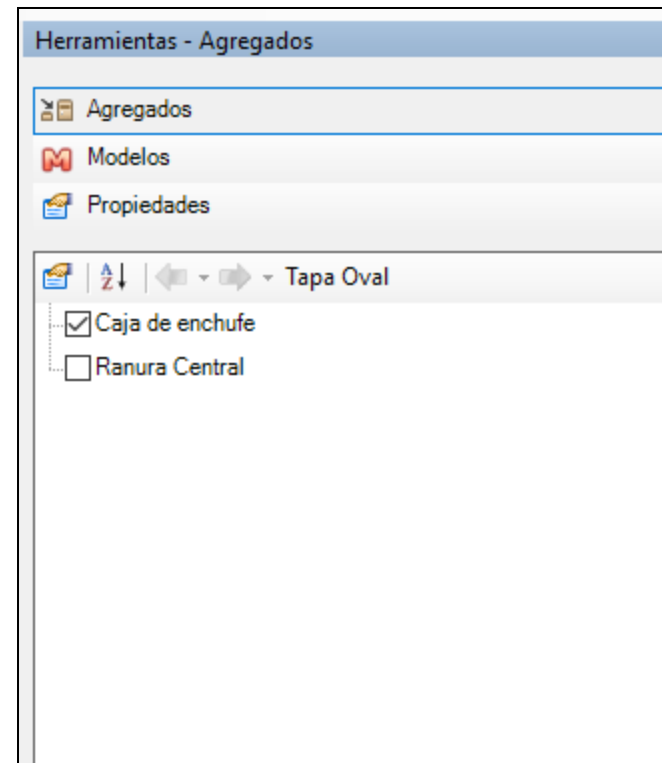 Herramientas - Agregados
Agregados
Modelos
Propiedades
Tapa Oval
Caja de enchufe
Ranura Central